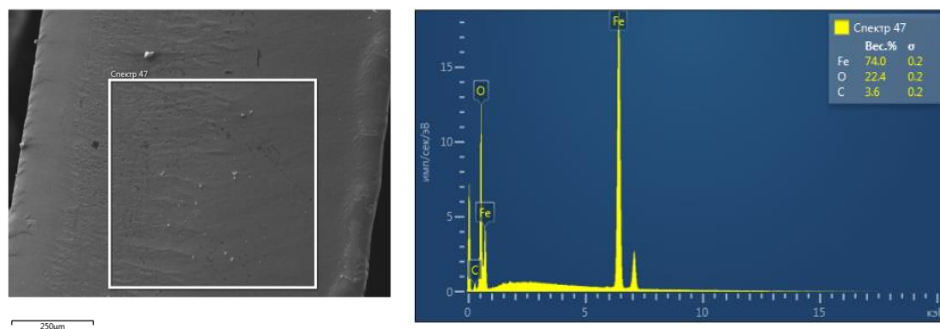 Спектр 47
250µm
Fe
Спектр 47
Вес.% σ
Fe 74.0 0.2
O 22.4 0.2
C 3.6 0.2
имп/сек/эВ
15
10
5
0
O
Fe
C
0 5 10 15 кэ